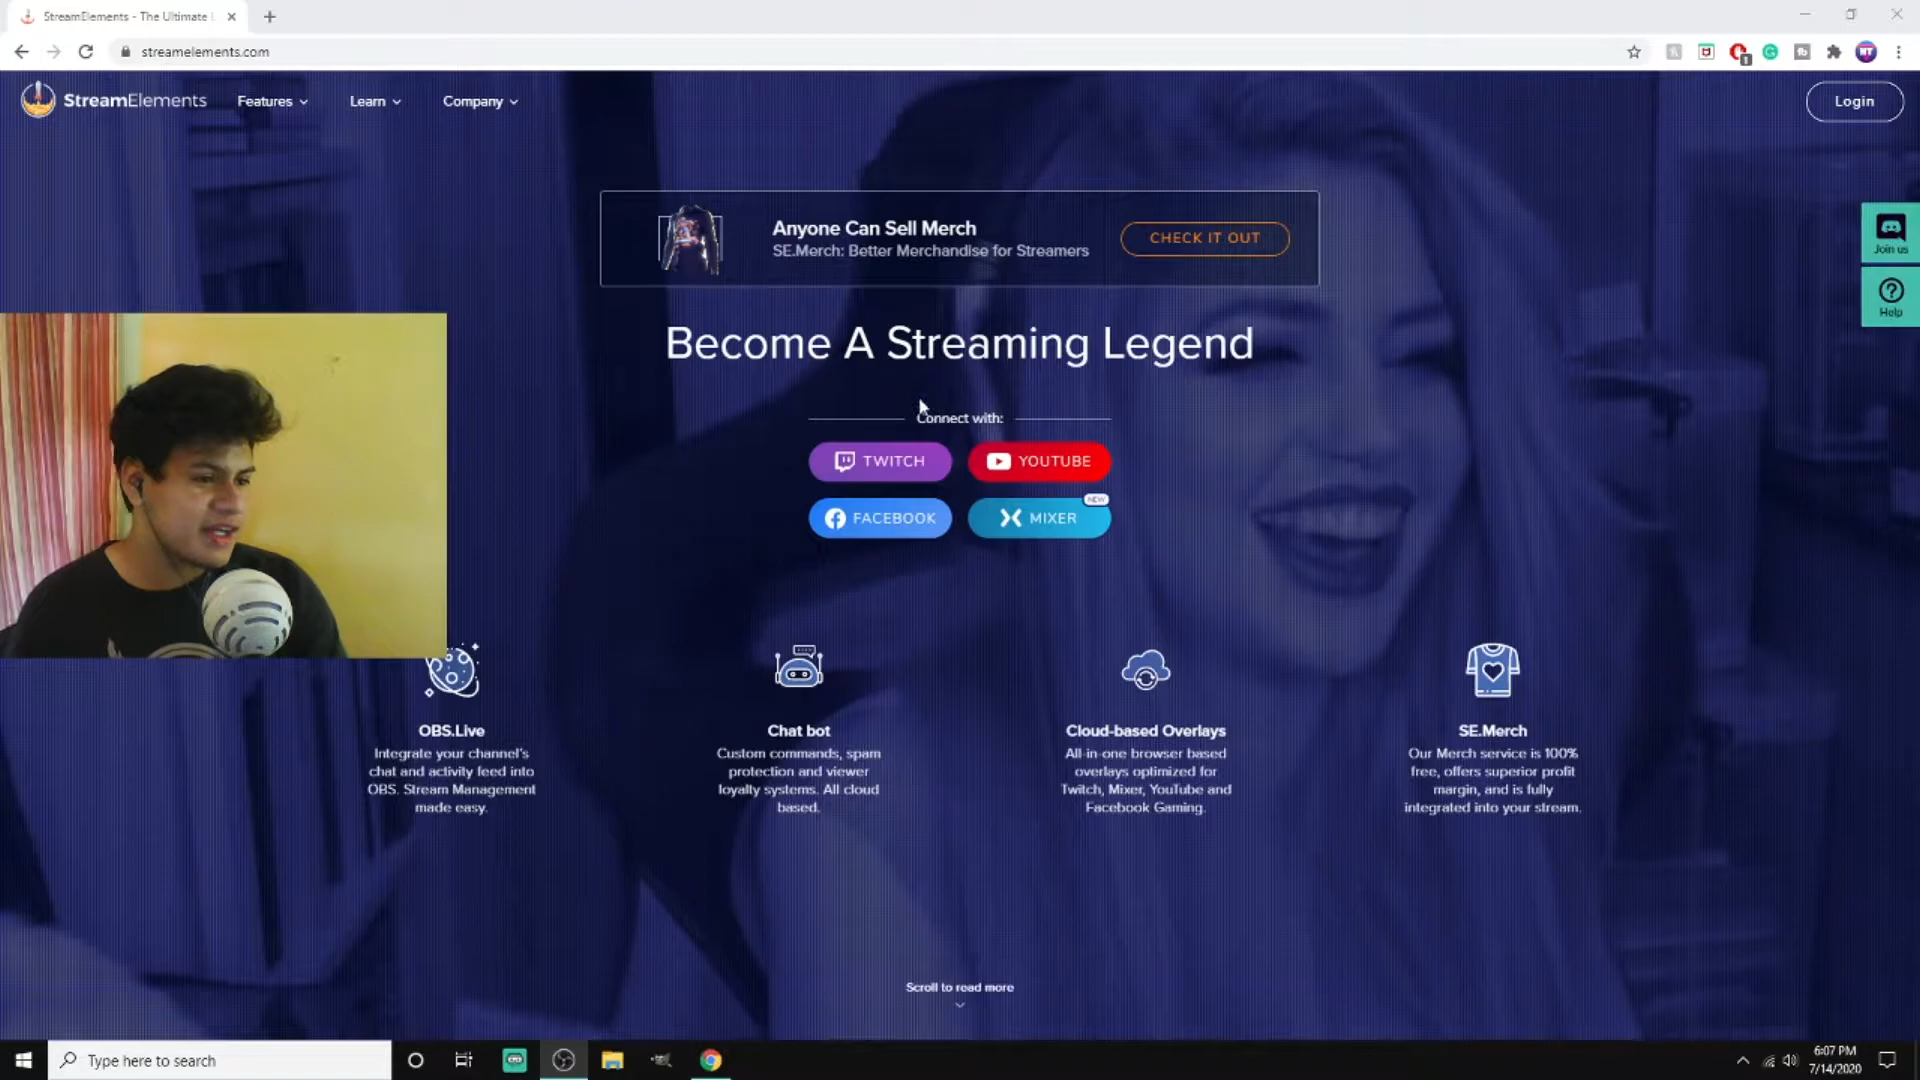 StreamElements - The Ultimate
streamelements.com
StreamElements
Features
Learn
Company
Login
Anyone Can Sell Merch
SE.Merch: Better Merchandise for Streamers
CHECK IT OUT
Join us
Help
Become A Streaming Legend
Connect with:
TWITCH
YOUTUBE
FACEBOOK
MIXER
NEW
OBS.Live
Integrate your channel's
chat and activity feed into
OBS. Stream Management
made easy.
Chat bot
Custom commands, spam
protection and viewer
loyalty systems. All cloud
based.
Cloud-based Overlays
All-in-one browser based
overlays optimized for
Twitch, Mixer, YouTube and
Facebook Gaming.
SE.Merch
Our Merch service is 100%
free, offers superior profit
margin, and is fully
integrated into your stream.
Scroll to read more
Type here to search
6:07 PM
7/14/2020